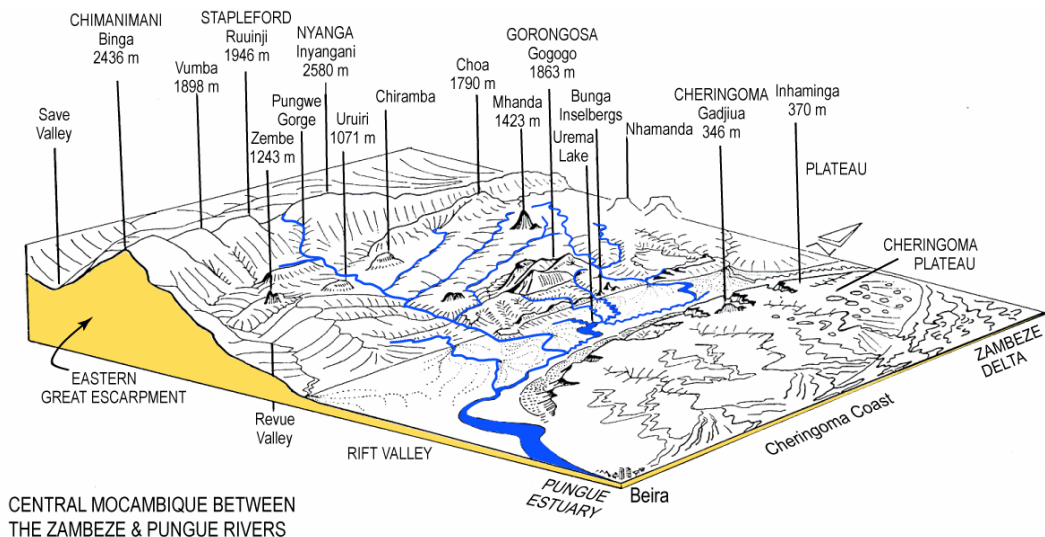 CHIMANIMANI
Binga
2436 m
STAPLEFORD
Ruuinji
1946 m
NYANGA
Inyangani
2580 m
GORONGOSA
Gogogo
1863 m
Vumba
1898 m
Choa
1790 m
Inhaminga
370 m
Save
Valley
Pungwe
Gorge
Chiramba
Mhanda
1423 m
Bunga
Inselbergs
CHERINGOMA
Gadjiua
346 m
Zembe
1243 m
Uruiri
1071 m
Urema
Lake
Nhamanda
PLATEAU
Gogogo
CHERINGOMA
PLATEAU
EASTERN
GREAT ESCARPMENT
Revue
Valley
RIFT VALLEY
PUNGUE
ESTUARY
Beira
Cheringoma Coast
ZAMBEZE
DELTA
CENTRAL MOCAMBIQUE BETWEEN
THE ZAMBEZE & PUNGUE RIVERS